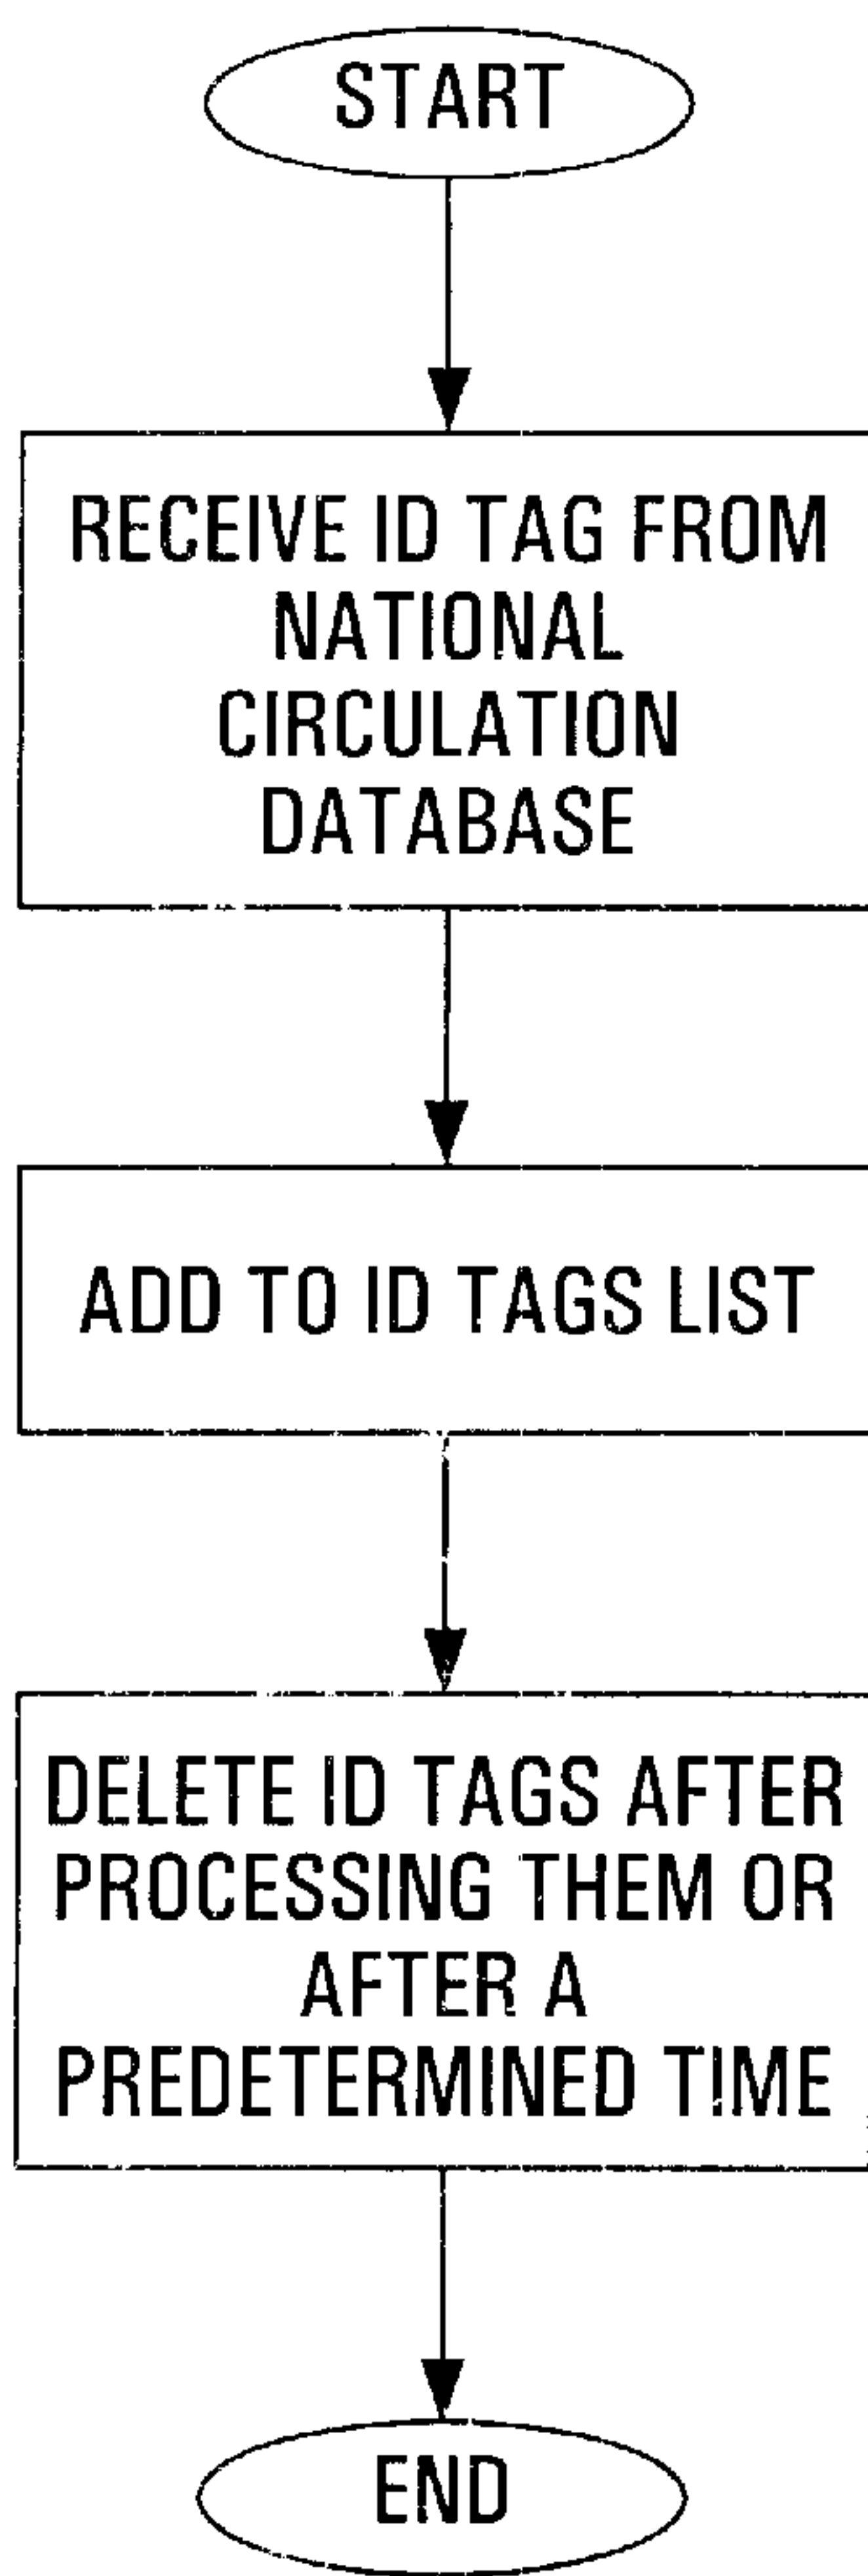 START
RECEIVE ID TAG FROM
NATIONAL
CIRCULATION
DATABASE
ADD TO ID TAGS LIST
DELETE ID TAGS AFTER
PROCESSING THEM OR
AFTER A
PREDETERMINED TIME
END